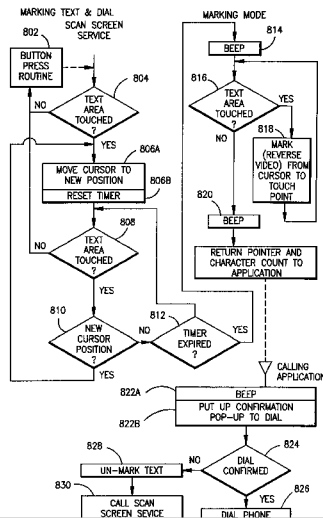 MARKING TEXT & DIAL
SCAN SCREEN
SERVICE
802
BUTTON
PRESS
ROUTINE
804
TEXT
AREA
TOUCHED
?
NO
YES
806A
MOVE CURSOR TO
NEW POSITION
806B
RESET TIMER
808
TEXT
AREA
TOUCHED
?
NO
YES
810
NEW
CURSOR
POSITION
?
NO
YES
812
TIMER
EXPIRED
?
YES
MARKING MODE
814
BEEP
816
TEXT
AREA
TOUCHED
?
YES
NO
818
MARK
(REVERSE
VIDEO) FROM
CURSOR TO
TOUCH
POINT
820
BEEP
RETURN POINTER AND
CHARACTER COUNT TO
APPLICATION
CALLING
APPLICATION
822A
BEEP
822B
PUT UP CONFIRMATION
POP-UP TO DIAL
824
DIAL
CONFIRMED
?
NO
YES
828
UN-MARK TEXT
830
CALL SCAN
SCREEN SEVICE
826
DIAL PHONE